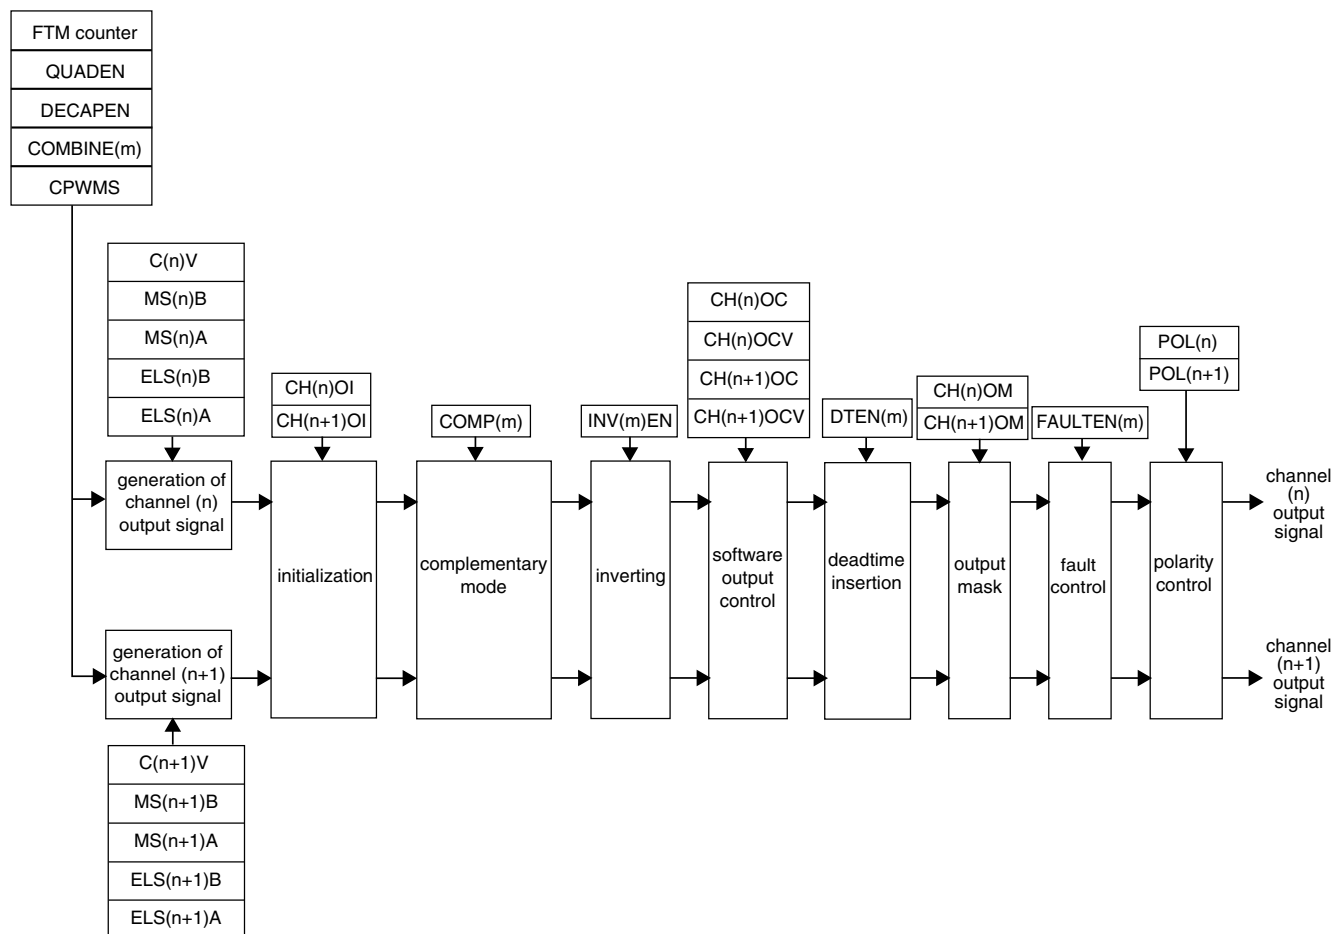 FTM counter
QUADEN
DECAPEN
COMBINE(m)
CPWMS
C(n)V
MS(n)B
MS(n)A
ELS(n)B
ELS(n)A
CH(n)OI
CH(n+1)OI
COMP(m)
INV(m)EN
CH(n)OC
CH(n)OCV
CH(n+1)OC
CH(n+1)OCV
DTEN(m)
CH(n)OM
CH(n+1)OM
FAULTEN(m)
POL(n)
POL(n+1)
generation of
channel (n)
output signal
initialization
complementary
mode
inverting
software
output
control
deadtime
insertion
output
mask
fault
control
polarity
control
channel
(n)
output
signal
generation of
channel (n+1)
output signal
channel
(n+1)
output
signal
C(n+1)V
MS(n+1)B
MS(n+1)A
ELS(n+1)B
ELS(n+1)A